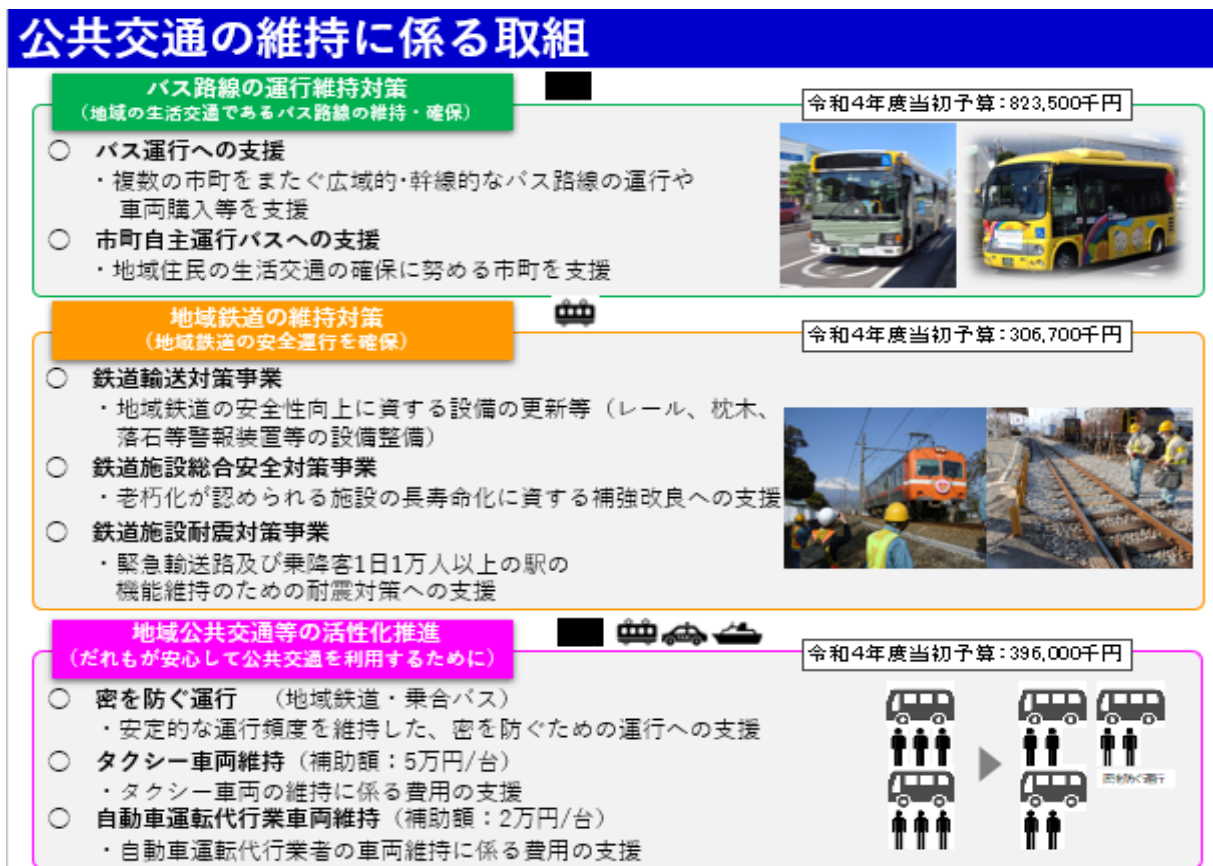 公共交通の維持に係る取組
バス路線の運行維持対策
（地域の生活交通であるバス路線の維持・確保）
令和4年度当初予算：823,500千円
○ バス運行への支援
・複数の市町をまたぐ広域的･幹線的なバス路線の運行や
車両購入等を支援
○ 市町自主運行バスへの支援
・地域住民の生活交通の確保に努める市町を支援
地域鉄道の維持対策
（地域鉄道の安全運行を確保）
令和4年度当初予算：306,700千円
○ 鉄道輸送対策事業
・地域鉄道の安全性向上に資する設備の更新等（レール、枕木、
落石等警報装置等の設備整備）
○ 鉄道施設総合安全対策事業
・老朽化が認められる施設の長寿命化に資する補強改良への支援
○ 鉄道施設耐震対策事業
・緊急輸送路及び乗降客1日1万人以上の駅の
機能維持のための耐震対策への支援
地域公共交通等の活性化推進
（だれもが安心して公共交通を利用するために）
令和4年度当初予算：396,000千円
○ 密を防ぐ運行　（地域鉄道・乗合バス）
・安定的な運行頻度を維持した、密を防ぐための運行への支援
○ タクシー車両維持（補助額：5万円/台）
・タクシー車両の維持に係る費用の支援
○ 自動車運転代行業車両維持（補助額：2万円/台）
・自動車運転代行業者の車両維持に係る費用の支援
密を防ぐ運行